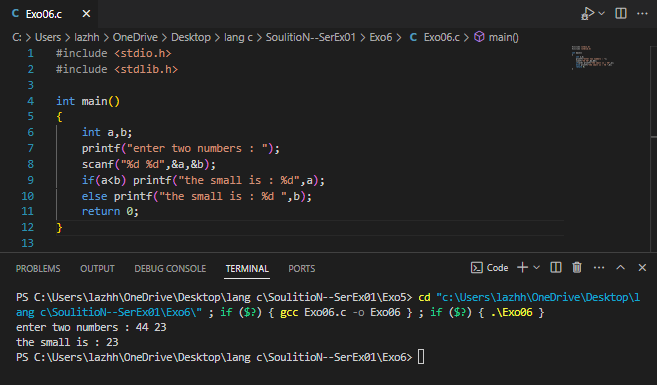 C Exo06.c ×
C: > Users > lazhh > OneDrive > Desktop > lang c > SoulitioN--SerEx01 > Exo6 > C Exo06.c > main()
1 #include <stdio.h>
2 #include <stdlib.h>
3
4 int main()
5 {
6 int a,b;
7 printf("enter two numbers : ");
8 scanf("%d %d",&a,&b);
9 if(a<b) printf("the small is : %d",a);
10 else printf("the small is : %d ",b);
11 return 0;
12 }
13
PROBLEMS OUTPUT DEBUG CONSOLE TERMINAL PORTS Code
PS C:\Users\lazhh\OneDrive\Desktop\lang c\SoulitioN--SerEx01\Exo5> cd "c:\Users\lazhh\OneDrive\Desktop\l
ang c\SoulitioN--SerEx01\Exo6\" ; if ($?) { gcc Exo06.c -o Exo06 } ; if ($?) { .\Exo06 }
enter two numbers : 44 23
the small is : 23
PS C:\Users\lazhh\OneDrive\Desktop\lang c\SoulitioN--SerEx01\Exo6>